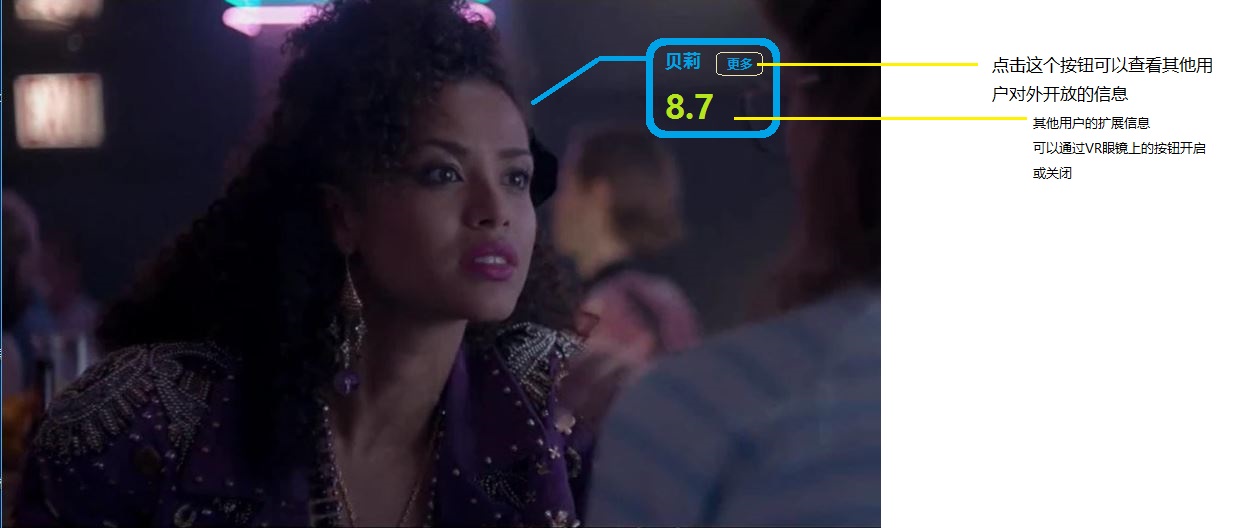 贝莉 更多
8.7
点击这个按钮可以查看其他用
户对外开放的信息
其他用户的扩展信息
可以通过VR眼镜上的按钮开启
或关闭